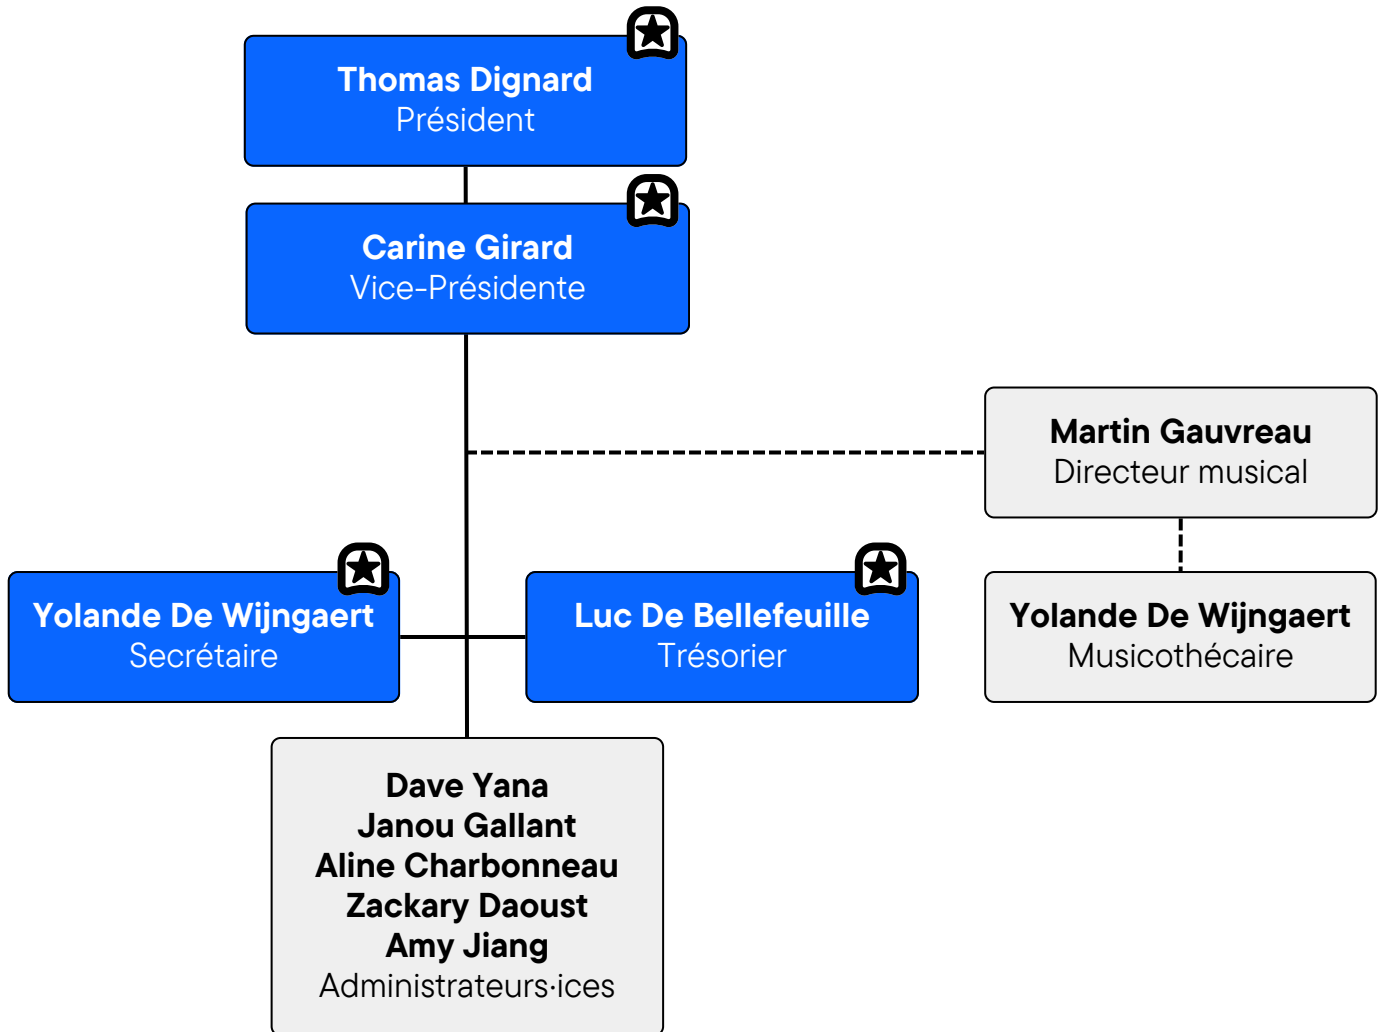 Thomas Dignard
Président
Carine Girard
Vice-Présidente
Martin Gauvreau
Directeur musical
Yolande De Wijngaert
Secrétaire
Luc De Bellefeuille
Trésorier
Yolande De Wijngaert
Musicothécaire
Dave Yana
Janou Gallant
Aline Charbonneau
Zackary Daoust
Amy Jiang
Administrateurs·ices